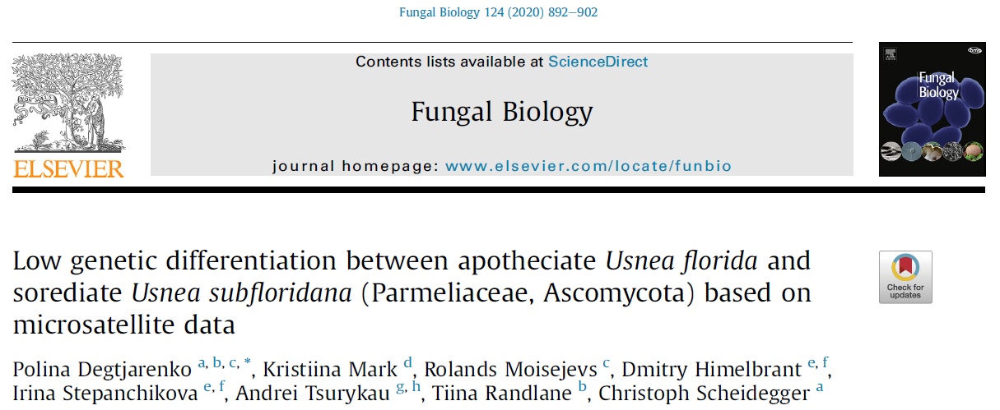 Fungal Biology 124 (2020) 892–902
Contents lists available at ScienceDirect
Fungal Biology
journal homepage: www.elsevier.com/locate/funbio
ELSEVIER
Fungal
Biology
Low genetic differentiation between apotheciate Usnea florida and
sorediate Usnea subfloridana (Parmeliaceae, Ascomycota) based on
microsatellite data
Check for
updates
Polina Degtjarenko a, b, c, *, Kristiina Mark d, Rolands Moisejevs c, Dmitry Himelbrant e, f,
Irina Stepanchikova e, f, Andrei Tsurykau g, h, Tiina Randlane b, Christoph Scheidegger a